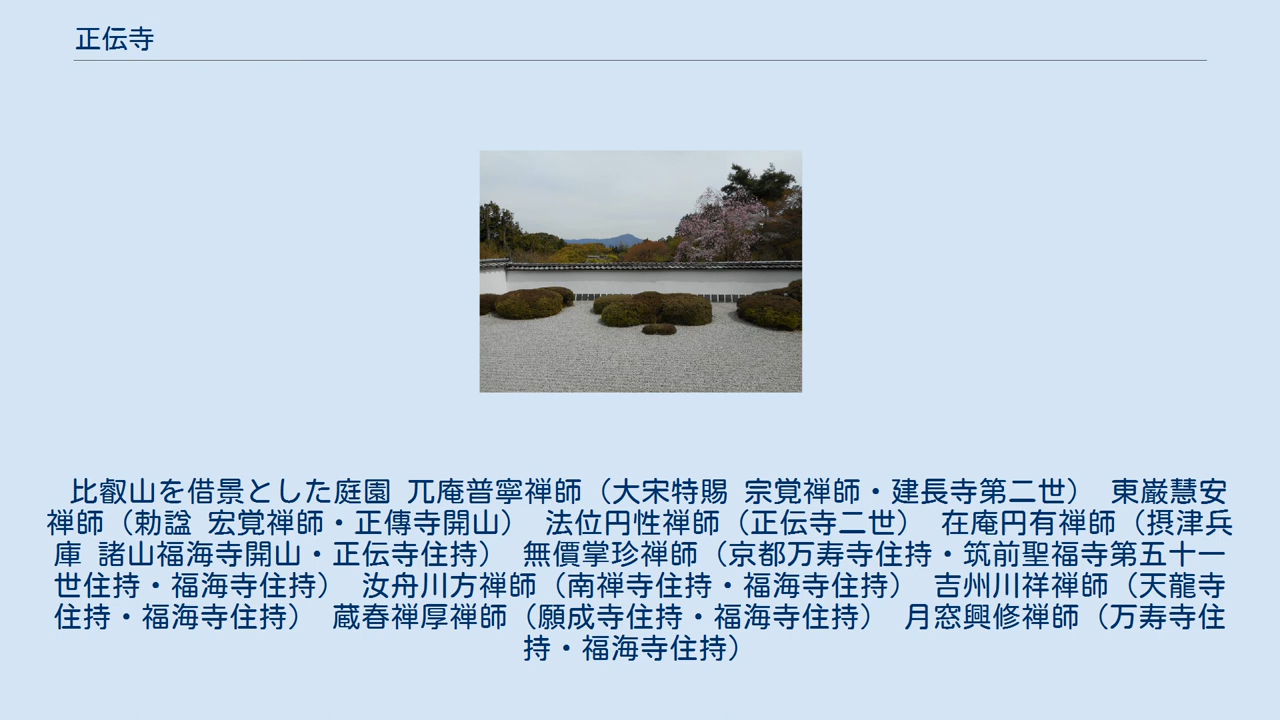 正伝寺
比叡山を借景とした庭園 兀庵普寧禅師（大宋特賜 宗覚禅師・建長寺第二世） 東巌慧安
禅師（勅諡 宏覚禅師・正傳寺開山） 法位円性禅師（正伝寺二世） 在庵円有禅師（摂津兵
庫 諸山福海寺開山・正伝寺住持） 無價掌珍禅師（京都万寿寺住持・筑前聖福寺第五十一
世住持・福海寺住持） 汝舟川方禅師（南禅寺住持・福海寺住持） 吉州川祥禅師（天龍寺
住持・福海寺住持） 蔵春禅厚禅師（願成寺住持・福海寺住持） 月窓興修禅師（万寿寺住
持・福海寺住持）